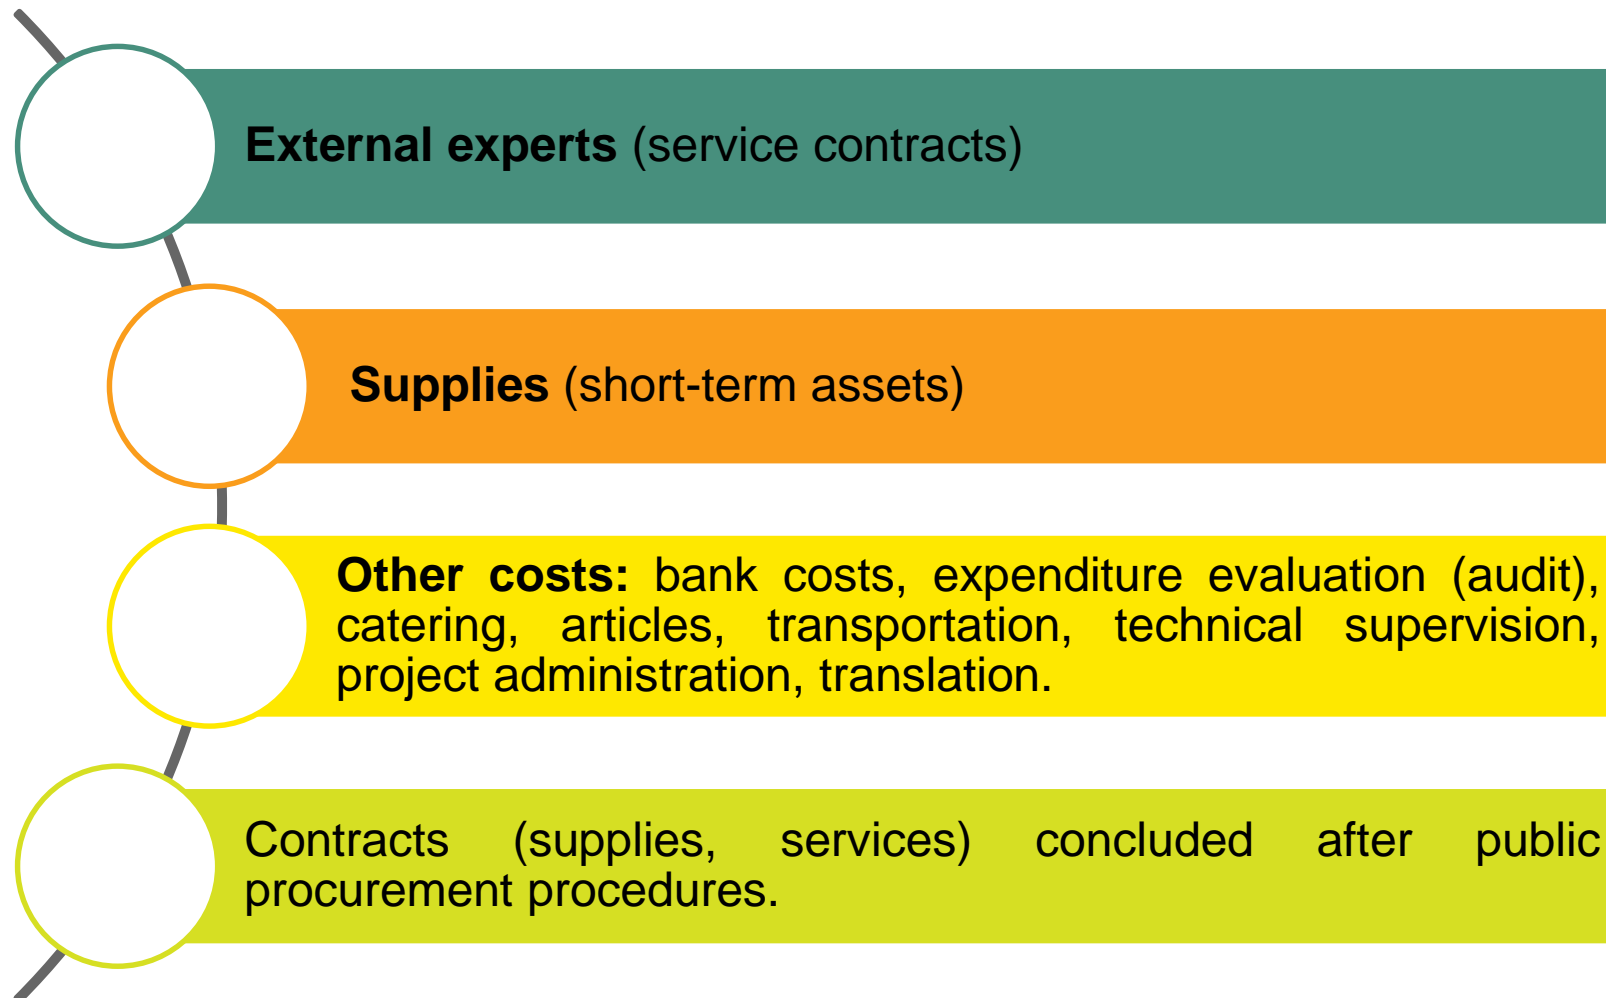 External experts (service contracts)
Supplies (short-term assets)
Other costs: bank costs, expenditure evaluation (audit),
catering, articles, transportation, technical supervision,
project administration, translation.
Contracts (supplies, services) concluded after public
procurement procedures.